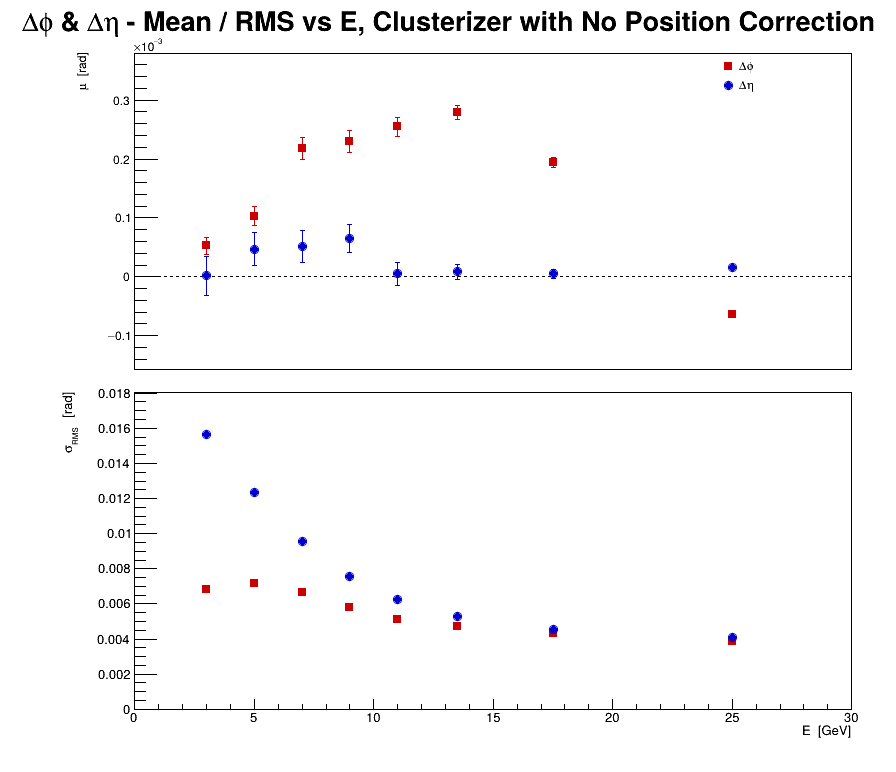 Δϕ & Δη - Mean / RMS vs E, Clusterizer with No Position Correction
×10⁻³
μ [rad]
Δϕ
Δη
0.3
0.2
0.1
0
−0.1
σRMS [rad]
0.018
0.016
0.014
0.012
0.01
0.008
0.006
0.004
0.002
0
0 5 10 15 20 25 30
E [GeV]